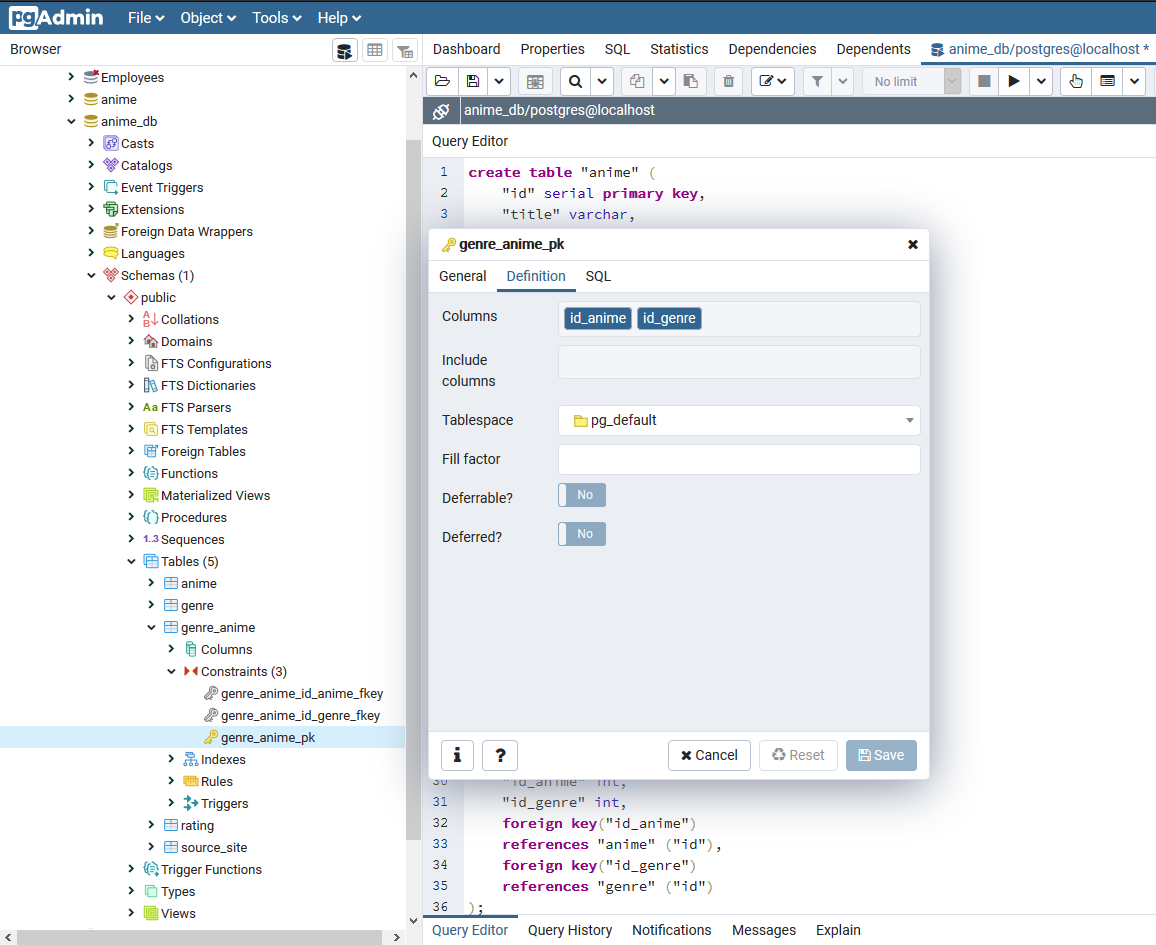 pgAdmin File Object Tools Help
Browser
Dashboard Properties SQL Statistics Dependencies Dependents anime_db/postgres@localhost *
No limit
anime_db/postgres@localhost
Query Editor
Employees
anime
anime_db
Casts
Catalogs
Event Triggers
Extensions
Foreign Data Wrappers
Languages
Schemas (1)
public
Collations
Domains
FTS Configurations
FTS Dictionaries
Aa FTS Parsers
FTS Templates
Foreign Tables
Functions
Materialized Views
Procedures
1..3 Sequences
Tables (5)
anime
genre
genre_anime
Columns
Constraints (3)
genre_anime_id_anime_fkey
genre_anime_id_genre_fkey
genre_anime_pk
Indexes
Rules
Triggers
rating
source_site
Trigger Functions
Types
Views
1 create table "anime" (
2 "id" serial primary key,
3 "title" varchar,
genre_anime_pk
General Definition SQL
Columns id_anime id_genre
Include
columns
Tablespace pg_default
Fill factor
Deferrable? No
Deferred? No
i ? Cancel Reset Save
30 "id_anime" int,
31 "id_genre" int,
32 foreign key("id_anime")
33 references "anime" ("id"),
34 foreign key("id_genre")
35 references "genre" ("id")
36 );
Query Editor Query History Notifications Messages Explain